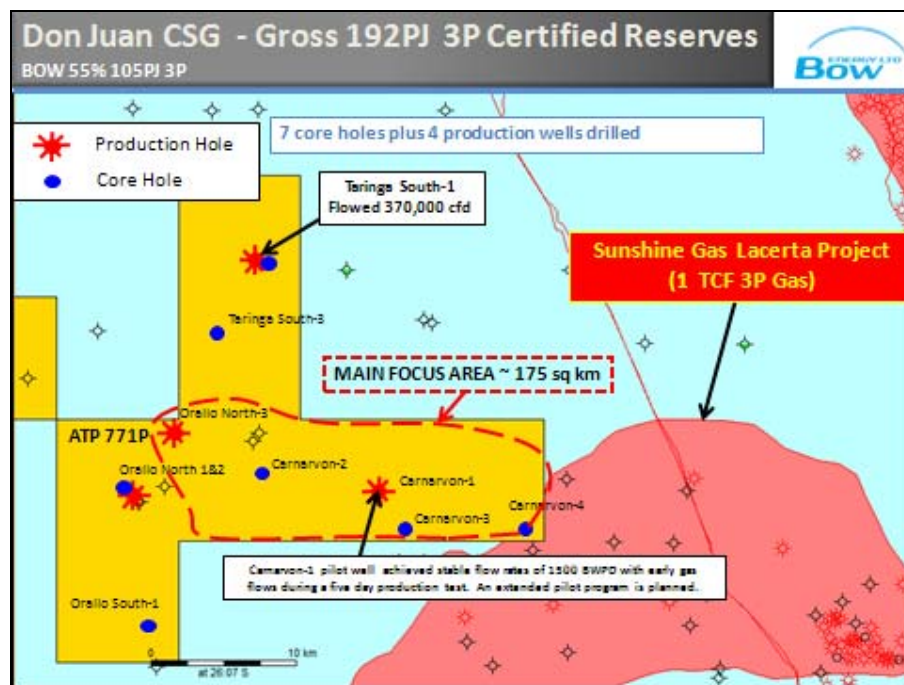 Don Juan CSG - Gross 192PJ 3P Certified Reserves
BOW 55% 105PJ 3P
BOW
ENERGY LTD
Production Hole
Core Hole
7 core holes plus 4 production wells drilled
Taringa South-1
Flowed 370,000 cfd
Sunshine Gas Lacerta Project
(1 TCF 3P Gas)
Taringa South-3
MAIN FOCUS AREA ~ 175 sq km
Orallo North-3
ATP 771P
Orallo North 1&2
Carnarvon-2
Carnarvon-1
Carnarvon-3
Carnarvon-4
Carnarvon-1 pilot well achieved stable flow rates of 1500 BWPD with early gas
flows during a five day production test. An extended pilot program is planned.
Orallo South-1
0
10 km
at 26.07 S